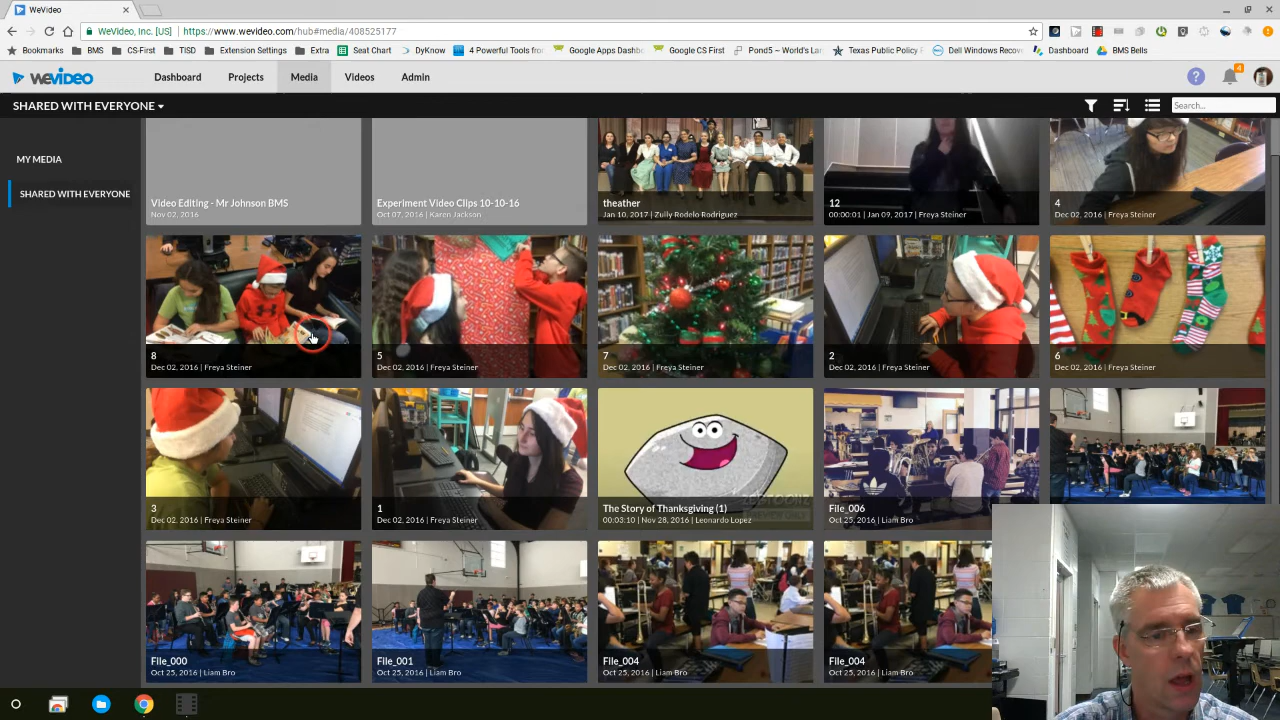 WeVideo
WeVideo, Inc. [US]
https://www.wevideo.com/hub#media/408525177
Bookmarks
BMS
CS-First
TISD
Extension Settings
Extra
Seat Chart
DyKnow
4 Powerful Tools fro
Google Apps Dashbo
Google CS First
Pond5 – World's Lar
Texas Public Policy
Dell Windows Recov
Dashboard
BMS Bells
WEVIDEO
Dashboard
Projects
Media
Videos
Admin
?
4
SHARED WITH EVERYONE
Search...
MY MEDIA
SHARED WITH EVERYONE
Video Editing - Mr Johnson BMS
Nov 02, 2016
Experiment Video Clips 10-10-16
Oct 07, 2016 | Karen Jackson
theather
Jan 10, 2017 | Zully Rodelo Rodriguez
12
00:00:01 | Jan 09, 2017 | Freya Steiner
4
Dec 02, 2016 | Freya Steiner
8
Dec 02, 2016 | Freya Steiner
5
Dec 02, 2016 | Freya Steiner
7
Dec 02, 2016 | Freya Steiner
2
Dec 02, 2016 | Freya Steiner
6
Dec 02, 2016 | Freya Steiner
3
Dec 02, 2016 | Freya Steiner
1
Dec 02, 2016 | Freya Steiner
The Story of Thanksgiving (1)
00:03:10 | Nov 28, 2016 | Leonardo Lopez
File_006
Oct 25, 2016 | Liam Bro
File_000
Oct 25, 2016 | Liam Bro
File_001
Oct 25, 2016 | Liam Bro
File_004
Oct 25, 2016 | Liam Bro
File_004
Oct 25, 2016 | Liam Bro